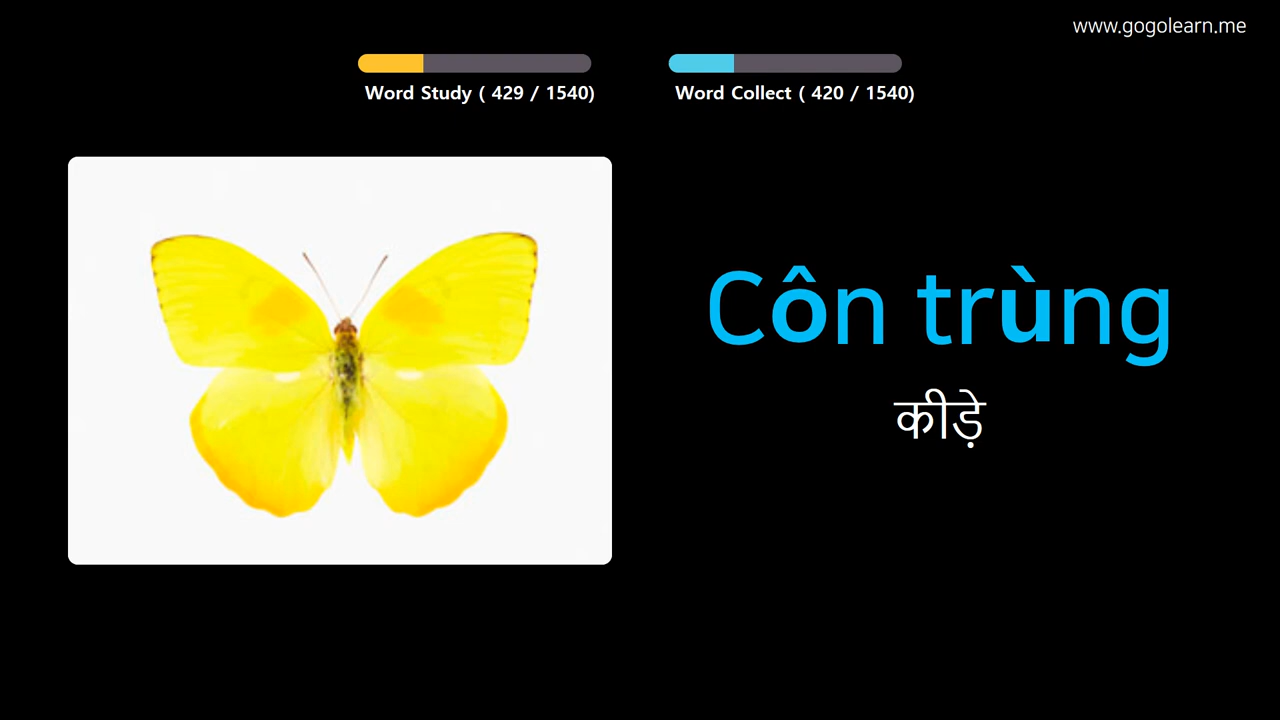 www.gogolearn.me
Word Study ( 429 / 1540)
Word Collect ( 420 / 1540)
Côn trùng
कीड़े